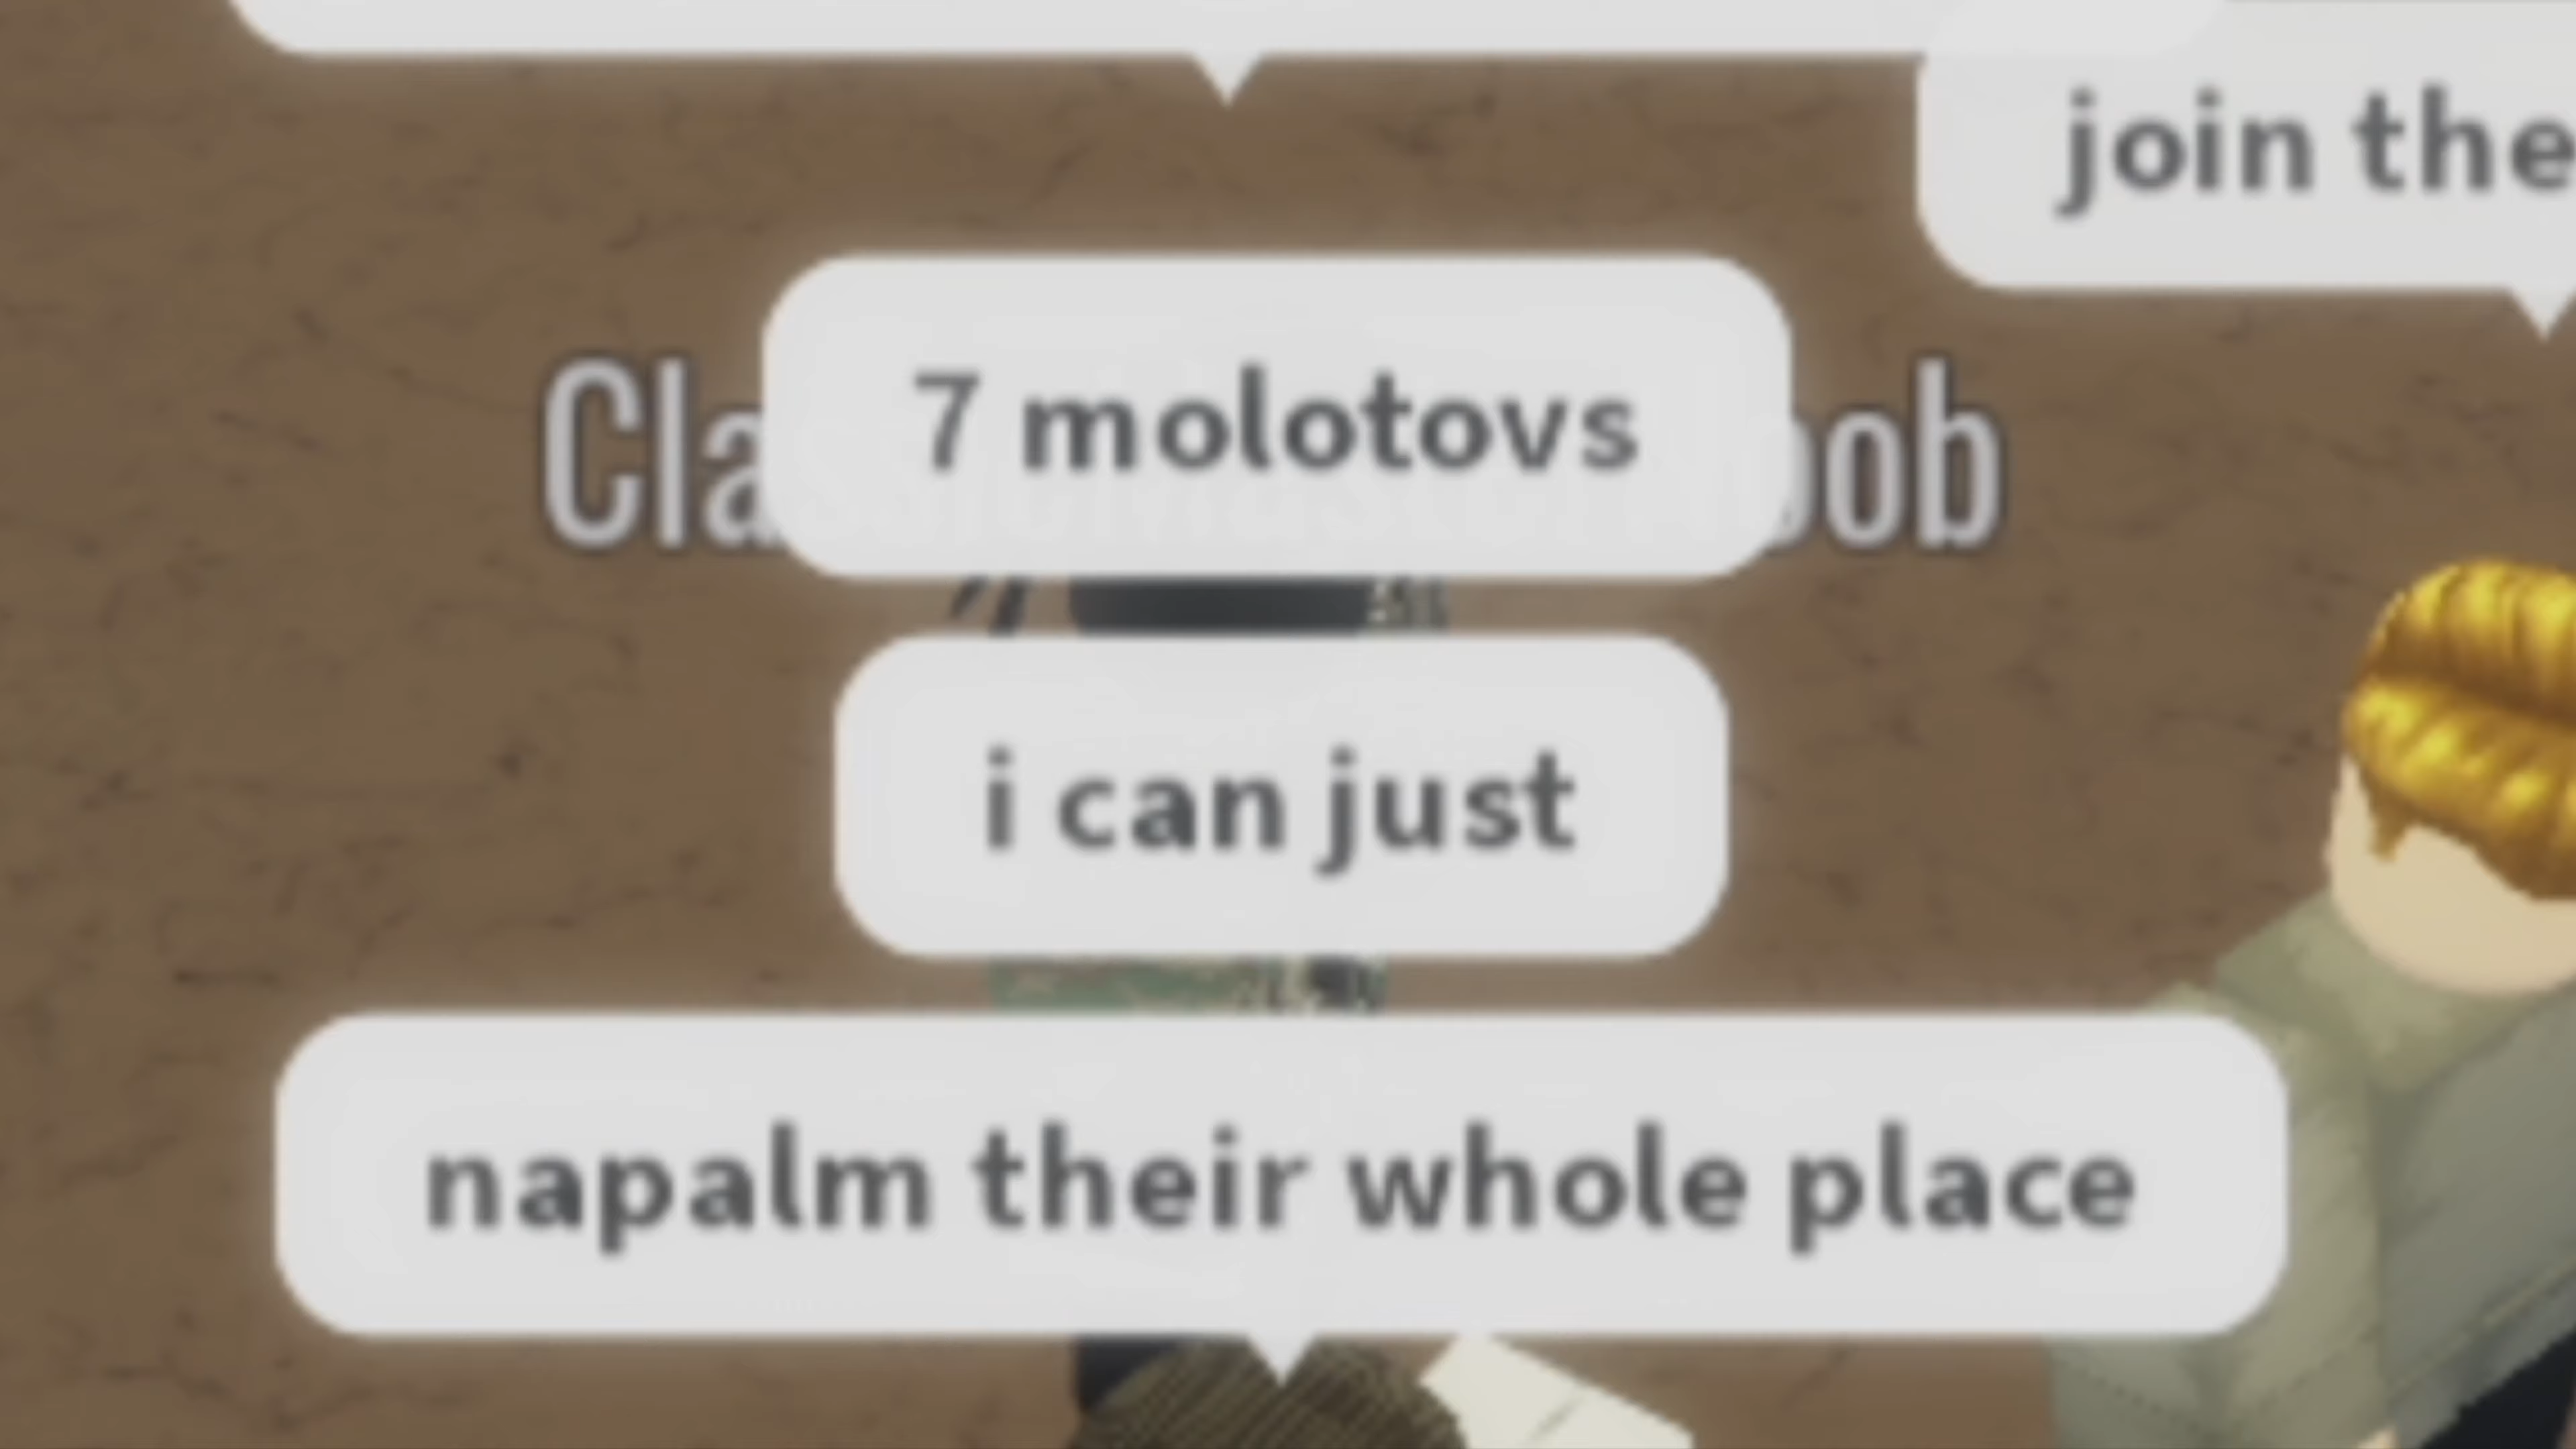 join the
7 molotovs
i can just
napalm their whole place